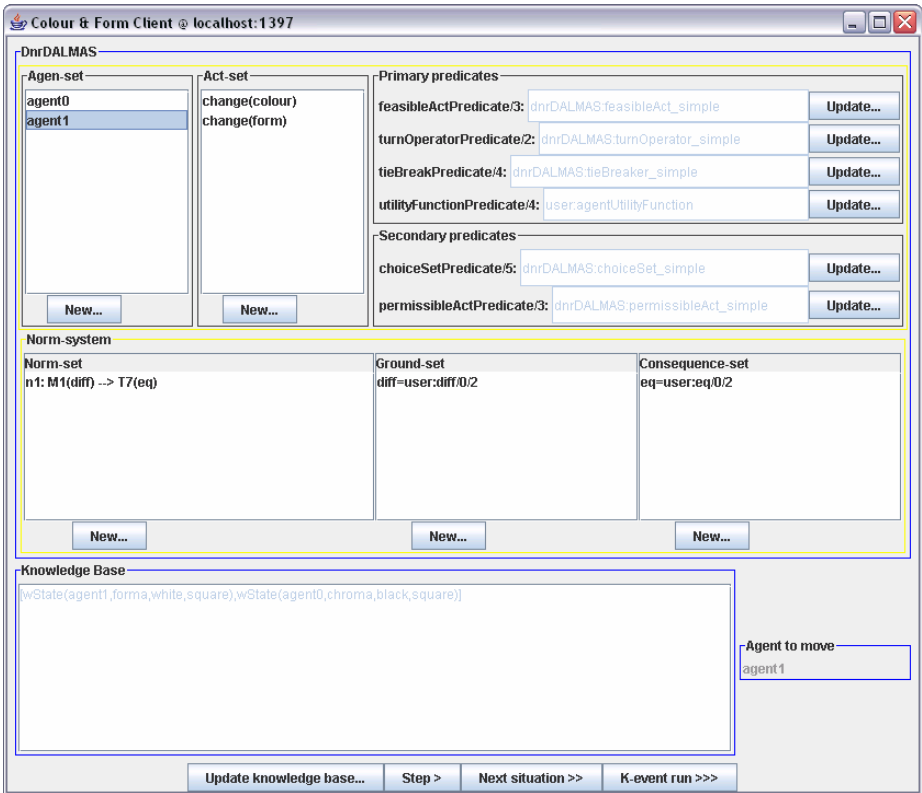 Colour & Form Client @ localhost:1397
DnrDALMAS
Agen-set
agent0
agent1
New...
Act-set
change(colour)
change(form)
New...
Primary predicates
feasibleActPredicate/3: dnrDALMAS:feasibleAct_simple Update...
turnOperatorPredicate/2: dnrDALMAS:turnOperator_simple Update...
tieBreakPredicate/4: dnrDALMAS:tieBreaker_simple Update...
utilityFunctionPredicate/4: user:agentUtilityFunction Update...
Secondary predicates
choiceSetPredicate/5: dnrDALMAS:choiceSet_simple Update...
permissibleActPredicate/3: dnrDALMAS:permissibleAct_simple Update...
Norm-system
Norm-set Ground-set Consequence-set
n1: M1(diff) --> T7(eq) diff=user:diff/0/2 eq=user:eq/0/2
New... New... New...
Knowledge Base
[wState(agent1,forma,white,square),wState(agent0,chroma,black,square)]
Agent to move
agent1
Update knowledge base... Step > Next situation >> K-event run >>>